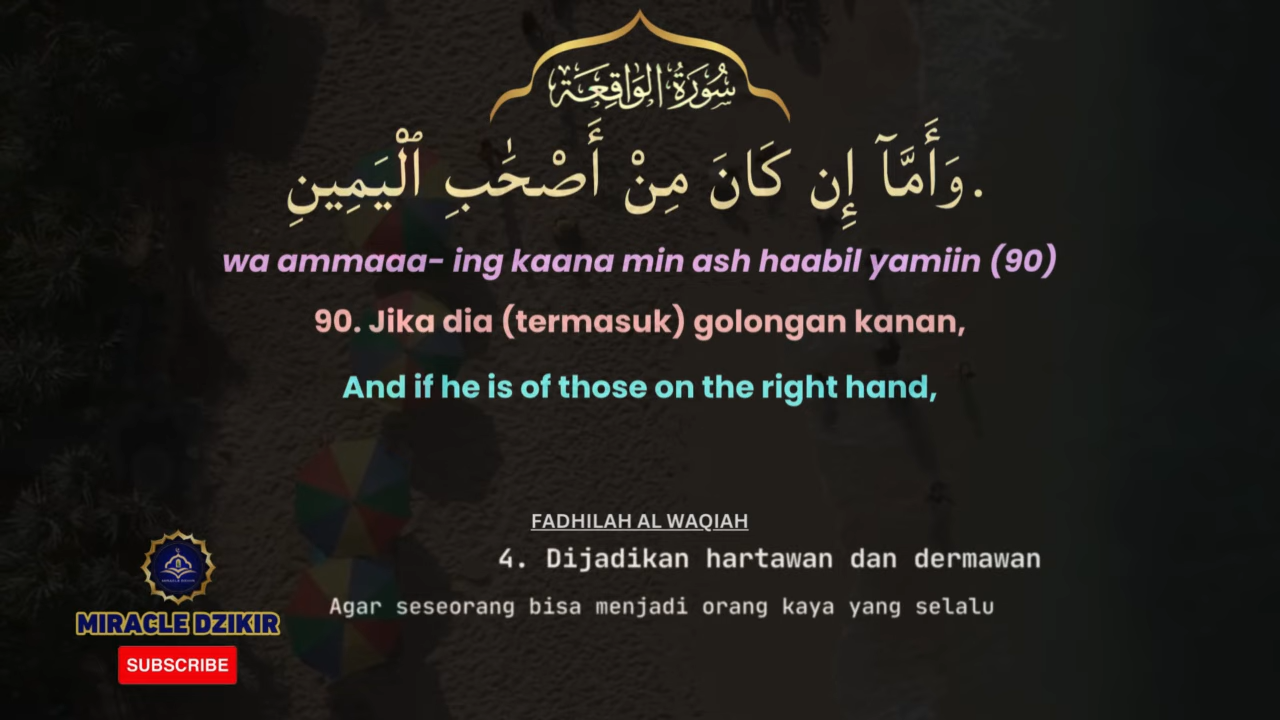 سُورَةُ الوَاقِعَة
وَأَمَّآ إِن كَانَ مِنْ أَصْحَٰبِ ٱلْيَمِينِ.
wa ammaaa- ing kaana min ash haabil yamiin (90)
90. Jika dia (termasuk) golongan kanan,
And if he is of those on the right hand,
FADHILAH AL WAQIAH
4. Dijadikan hartawan dan dermawan
Agar seseorang bisa menjadi orang kaya yang selalu
MIRACLE DZIKIR
MIRACLE DZIKIR
SUBSCRIBE